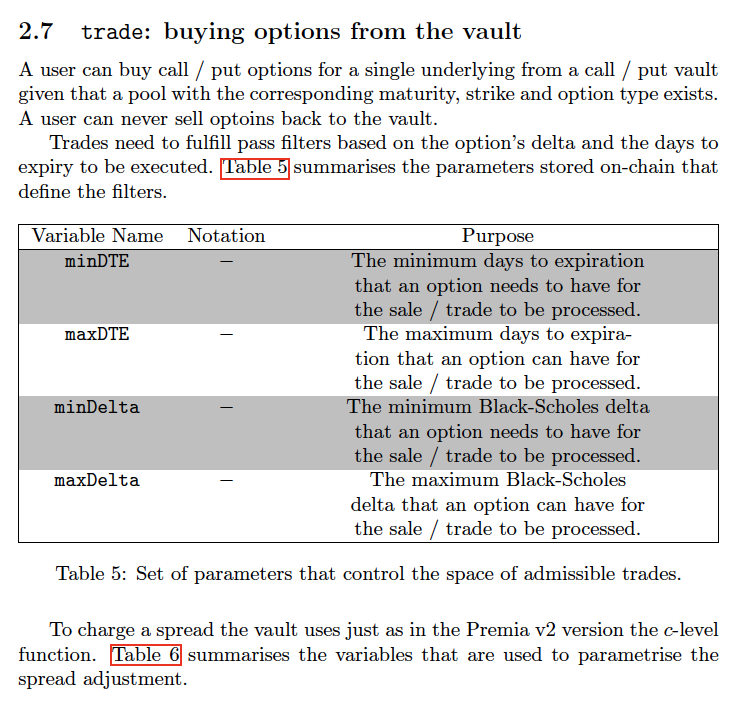 2.7 trade: buying options from the vault
A user can buy call / put options for a single underlying from a call / put vault
given that a pool with the corresponding maturity, strike and option type exists.
A user can never sell optoins back to the vault.
Trades need to fulfill pass filters based on the option's delta and the days to
expiry to be executed. Table 5 summarises the parameters stored on-chain that
define the filters.
Variable Name Notation Purpose
minDTE – The minimum days to expiration
that an option needs to have for
the sale / trade to be processed.
maxDTE – The maximum days to expira-
tion that an option can have for
the sale / trade to be processed.
minDelta – The minimum Black-Scholes delta
that an option needs to have for
the sale / trade to be processed.
maxDelta – The maximum Black-Scholes
delta that an option can have for
the sale / trade to be processed.
Table 5: Set of parameters that control the space of admissible trades.
To charge a spread the vault uses just as in the Premia v2 version the c-level
function. Table 6 summarises the variables that are used to parametrise the
spread adjustment.